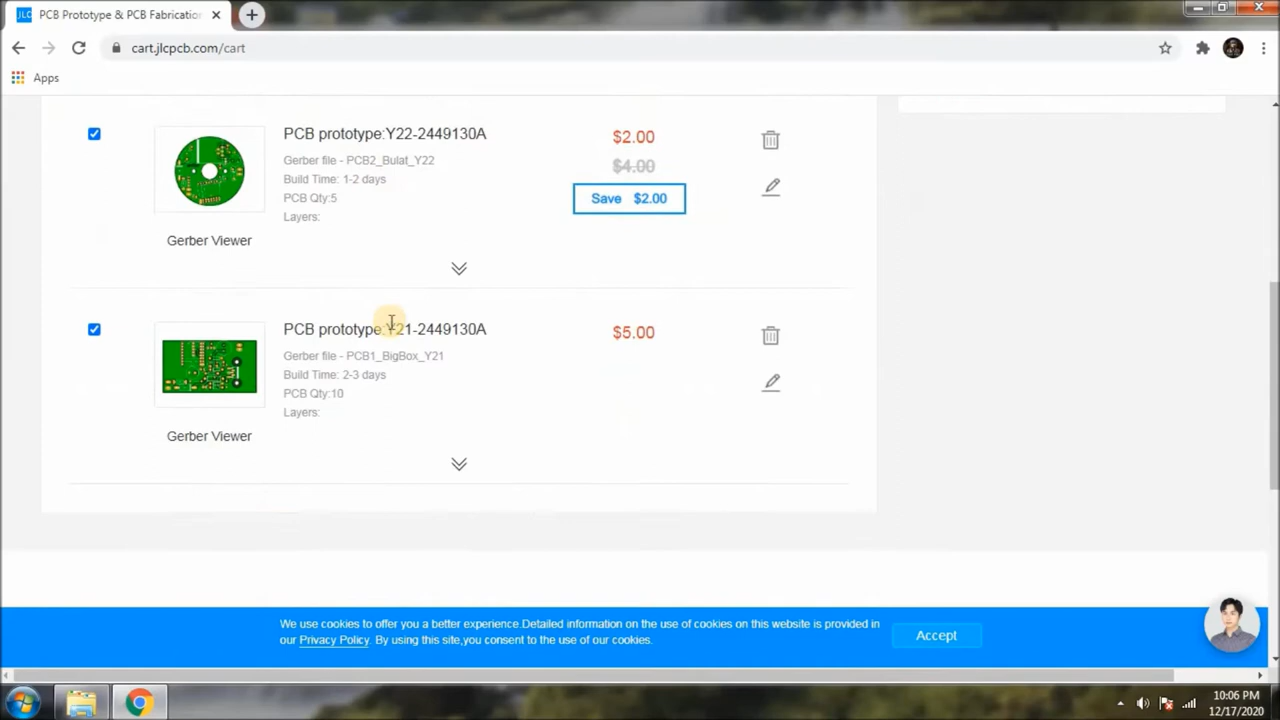 JLC PCB Prototype & PCB Fabrication
cart.jlcpcb.com/cart
Apps
PCB prototype:Y22-2449130A
Gerber file - PCB2_Bulat_Y22
Build Time: 1-2 days
PCB Qty:5
Layers:
$2.00
$4.00
Save $2.00
Gerber Viewer
PCB prototype:Y21-2449130A
Gerber file - PCB1_BigBox_Y21
Build Time: 2-3 days
PCB Qty:10
Layers:
$5.00
Gerber Viewer
We use cookies to offer you a better experience.Detailed information on the use of cookies on this website is provided in
our Privacy Policy. By using this site,you consent to the use of our cookies.
Accept
10:06 PM
12/17/2020